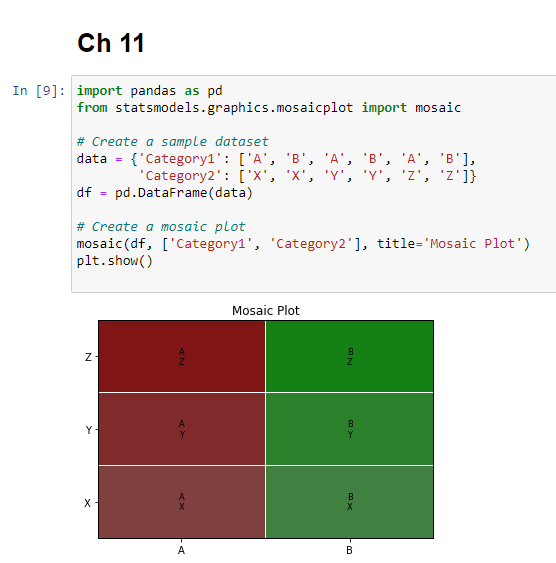 Ch 11
In [9]: import pandas as pd
from statsmodels.graphics.mosaicplot import mosaic
# Create a sample dataset
data = {'Category1': ['A', 'B', 'A', 'B', 'A', 'B'],
'Category2': ['X', 'X', 'Y', 'Y', 'Z', 'Z']}
df = pd.DataFrame(data)
# Create a mosaic plot
mosaic(df, ['Category1', 'Category2'], title='Mosaic Plot')
plt.show()
Mosaic Plot
A B
Z Z Z
A B
Y Y Y
A B
X X X
A B